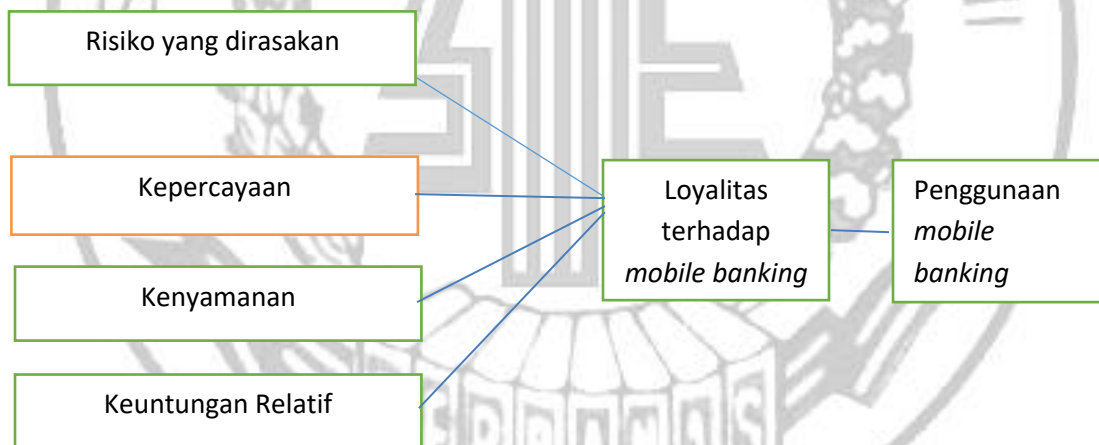 Risiko yang dirasakan
Kepercayaan
Kenyamanan
Keuntungan Relatif
Loyalitas
terhadap
mobile banking
Penggunaan
mobile
banking